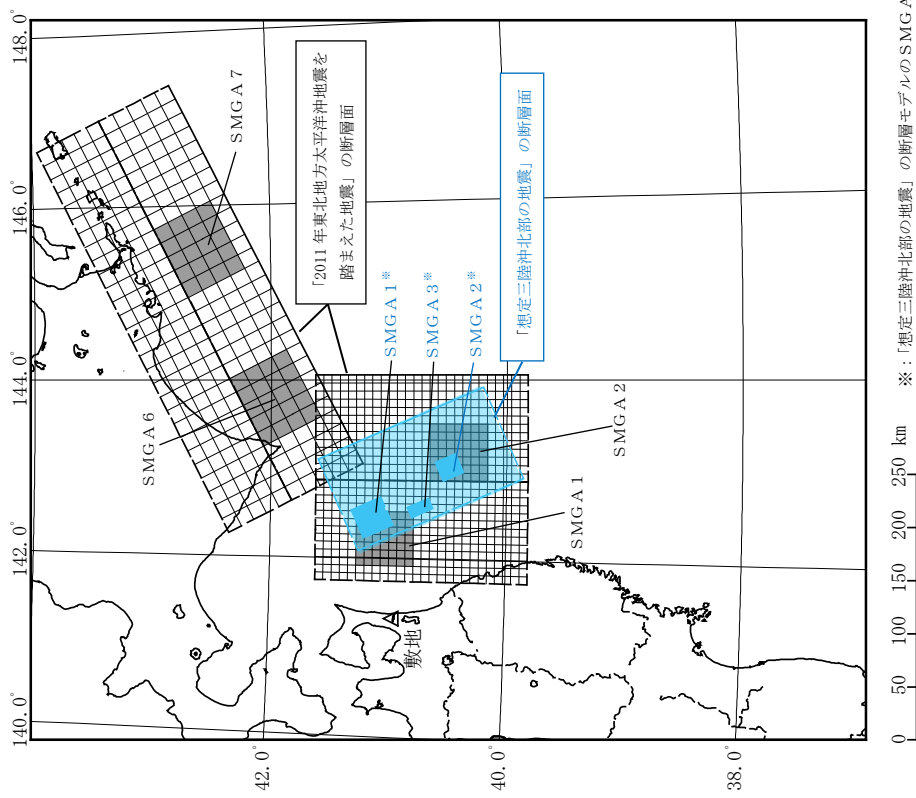 148.0°
146.0°
144.0°
142.0°
140.0°
42.0°
40.0°
38.0°
SMGA7
SMGA6
「2011年東北地方太平洋沖地震を
踏まえた地震」の断層面
SMGA1※
SMGA3※
SMGA2※
「想定三陸沖北部の地震」の断層面
SMGA2
SMGA1
敷地
0 50 100 150 200 250 km
※：「想定三陸沖北部の地震」の断層モデルのSMGA